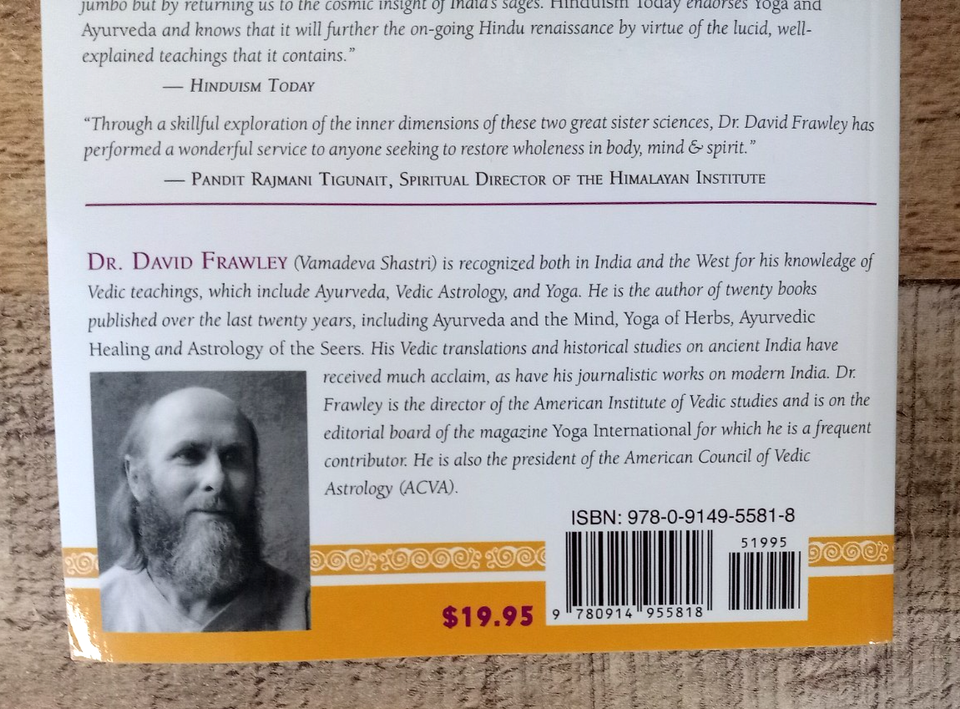 jumbo but by returning us to the cosmic insight of India's sages. Hinduism Today endorses Yoga and
Ayurveda and knows that it will further the on-going Hindu renaissance by virtue of the lucid, well-
explained teachings that it contains."
— Hinduism Today
"Through a skillful exploration of the inner dimensions of these two great sister sciences, Dr. David Frawley has
performed a wonderful service to anyone seeking to restore wholeness in body, mind & spirit."
— Pandit Rajmani Tigunait, Spiritual Director of the Himalayan Institute
Dr. David Frawley (Vamadeva Shastri) is recognized both in India and the West for his knowledge of
Vedic teachings, which include Ayurveda, Vedic Astrology, and Yoga. He is the author of twenty books
published over the last twenty years, including Ayurveda and the Mind, Yoga of Herbs, Ayurvedic
Healing and Astrology of the Seers. His Vedic translations and historical studies on ancient India have
received much acclaim, as have his journalistic works on modern India. Dr.
Frawley is the director of the American Institute of Vedic studies and is on the
editorial board of the magazine Yoga International for which he is a frequent
contributor. He is also the president of the American Council of Vedic
Astrology (ACVA).
ISBN: 978-0-9149-5581-8
51995
9 780914 955818
$19.95